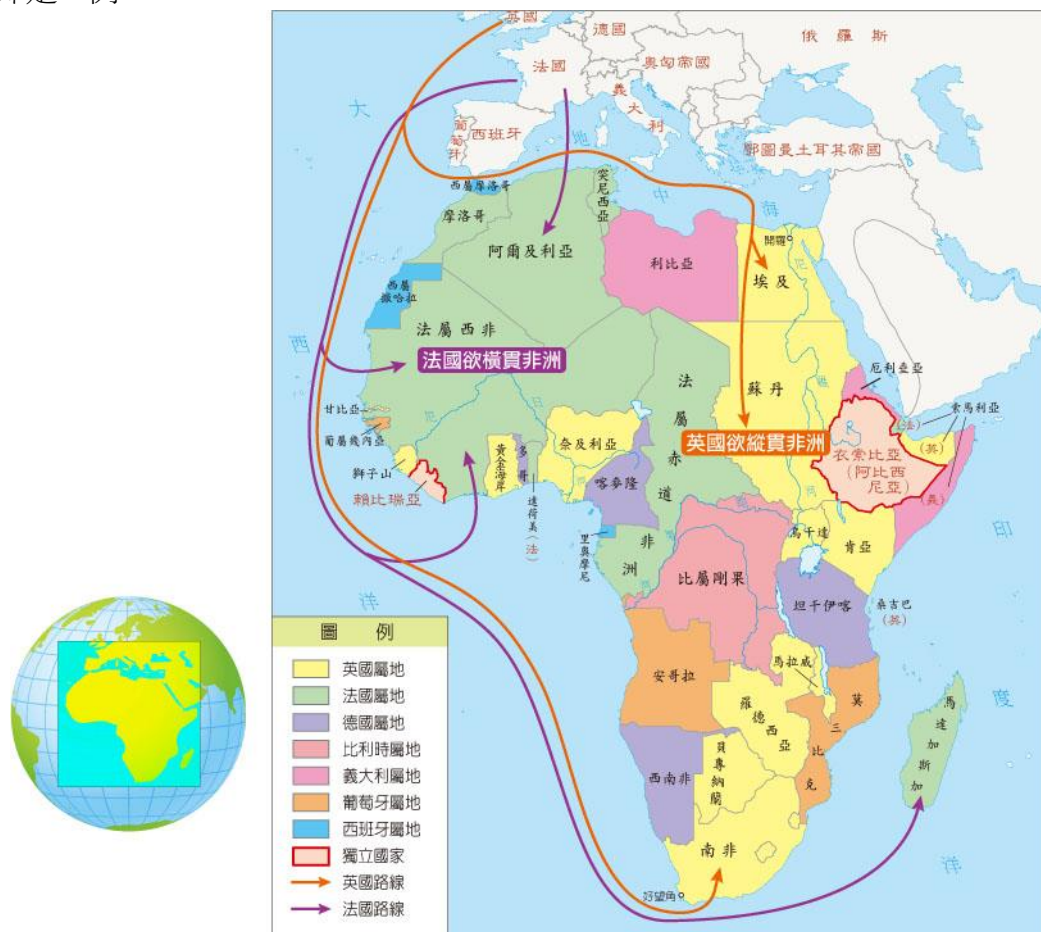 英國
德國
俄羅斯
法國
奧匈帝國
義大利
大
葡萄牙
西班牙
地
鄂圖曼土耳其帝國
西屬摩洛哥
突尼西亞
中
海
摩洛哥
開羅
尼
阿爾及利亞
利比亞
埃及
西屬撒哈拉
法屬西非
西
法國欲橫貫非洲
法屬赤道非洲
蘇丹
羅
厄利垂亞
索馬利亞
甘比亞
尼
日
(法)
葡屬幾內亞
奈及利亞
英國欲縱貫非洲
(英)
衣索比亞
(阿比西尼亞)
獅子山
黃金海岸
多哥
河
賴比瑞亞
喀麥隆
(義)
達荷美(法)
印
烏干達
肯亞
里奧摩尼
比屬剛果
洋
坦干伊喀
桑吉巴
(英)
圖 例
英國屬地
馬拉威
安哥拉
法國屬地
莫三比克
度
羅德西亞
馬達加斯加
德國屬地
比利時屬地
西南非
貝專納蘭
義大利屬地
葡萄牙屬地
西班牙屬地
南非
獨立國家
洋
英國路線
好望角
法國路線